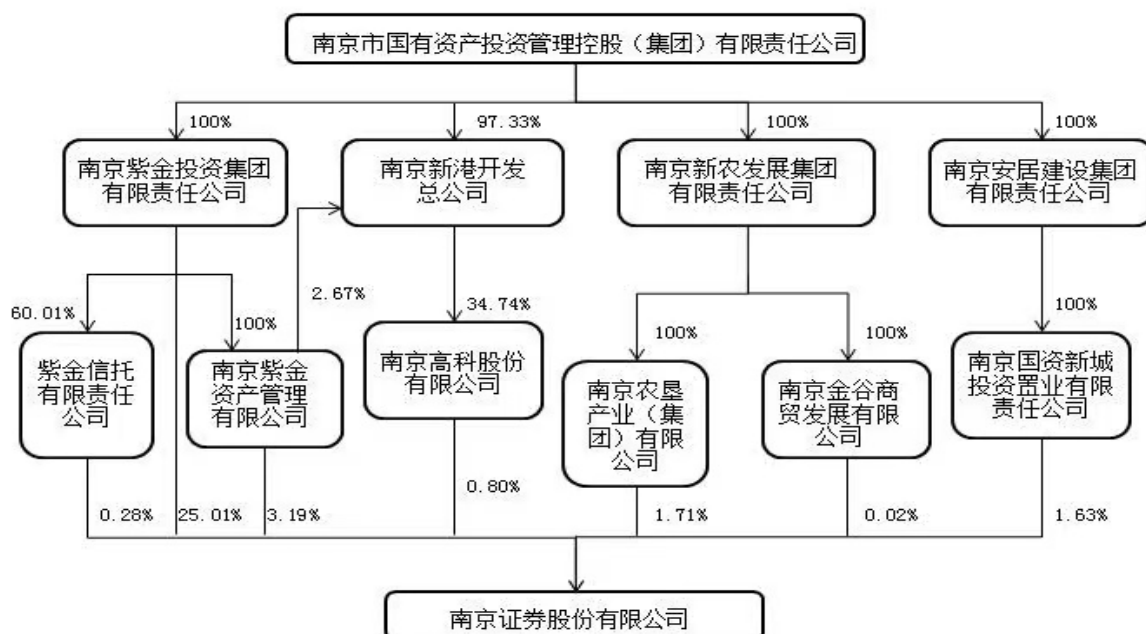 南京市国有资产投资管理控股（集团）有限责任公司
100%
97.33%
100%
100%
南京紫金投资集团
有限责任公司
南京新港开发
总公司
南京新农发展集团
有限责任公司
南京安居建设集团
有限责任公司
60.01%
100%
2.67%
34.74%
100%
100%
100%
紫金信托
有限责任
公司
南京紫金
资产管理
有限公司
南京高科股份
有限公司
南京农垦
产业（集
团）有限
公司
南京金谷商
贸发展有限
公司
南京国资新城
投资置业有限
责任公司
0.28%
25.01%
3.19%
0.80%
1.71%
0.02%
1.63%
南京证券股份有限公司